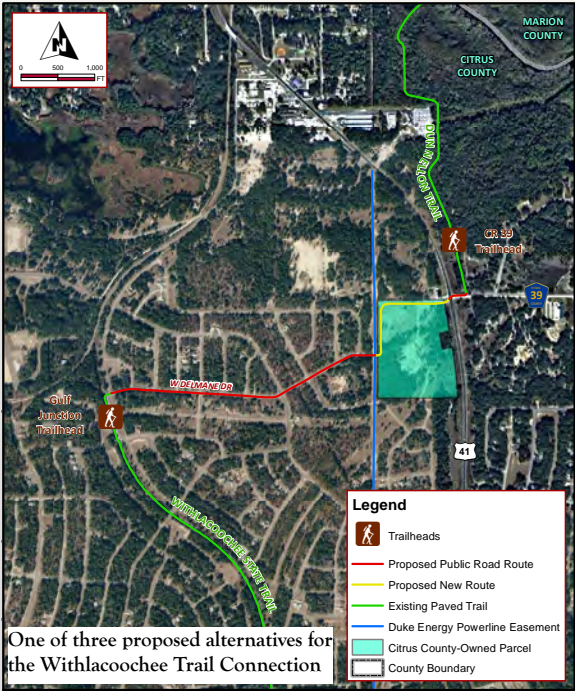 MARION
COUNTY
CITRUS
COUNTY
N
0 500 1,000
FT
DUNNELLON TRAIL
CR 39
Trailhead
39
W DELMANE DR
Gulf
Junction
Trailhead
41
WITHLACOOCHEE STATE TRAIL
Legend
Trailheads
Proposed Public Road Route
Proposed New Route
Existing Paved Trail
Duke Energy Powerline Easement
Citrus County-Owned Parcel
County Boundary
One of three proposed alternatives for
the Withlacoochee Trail Connection